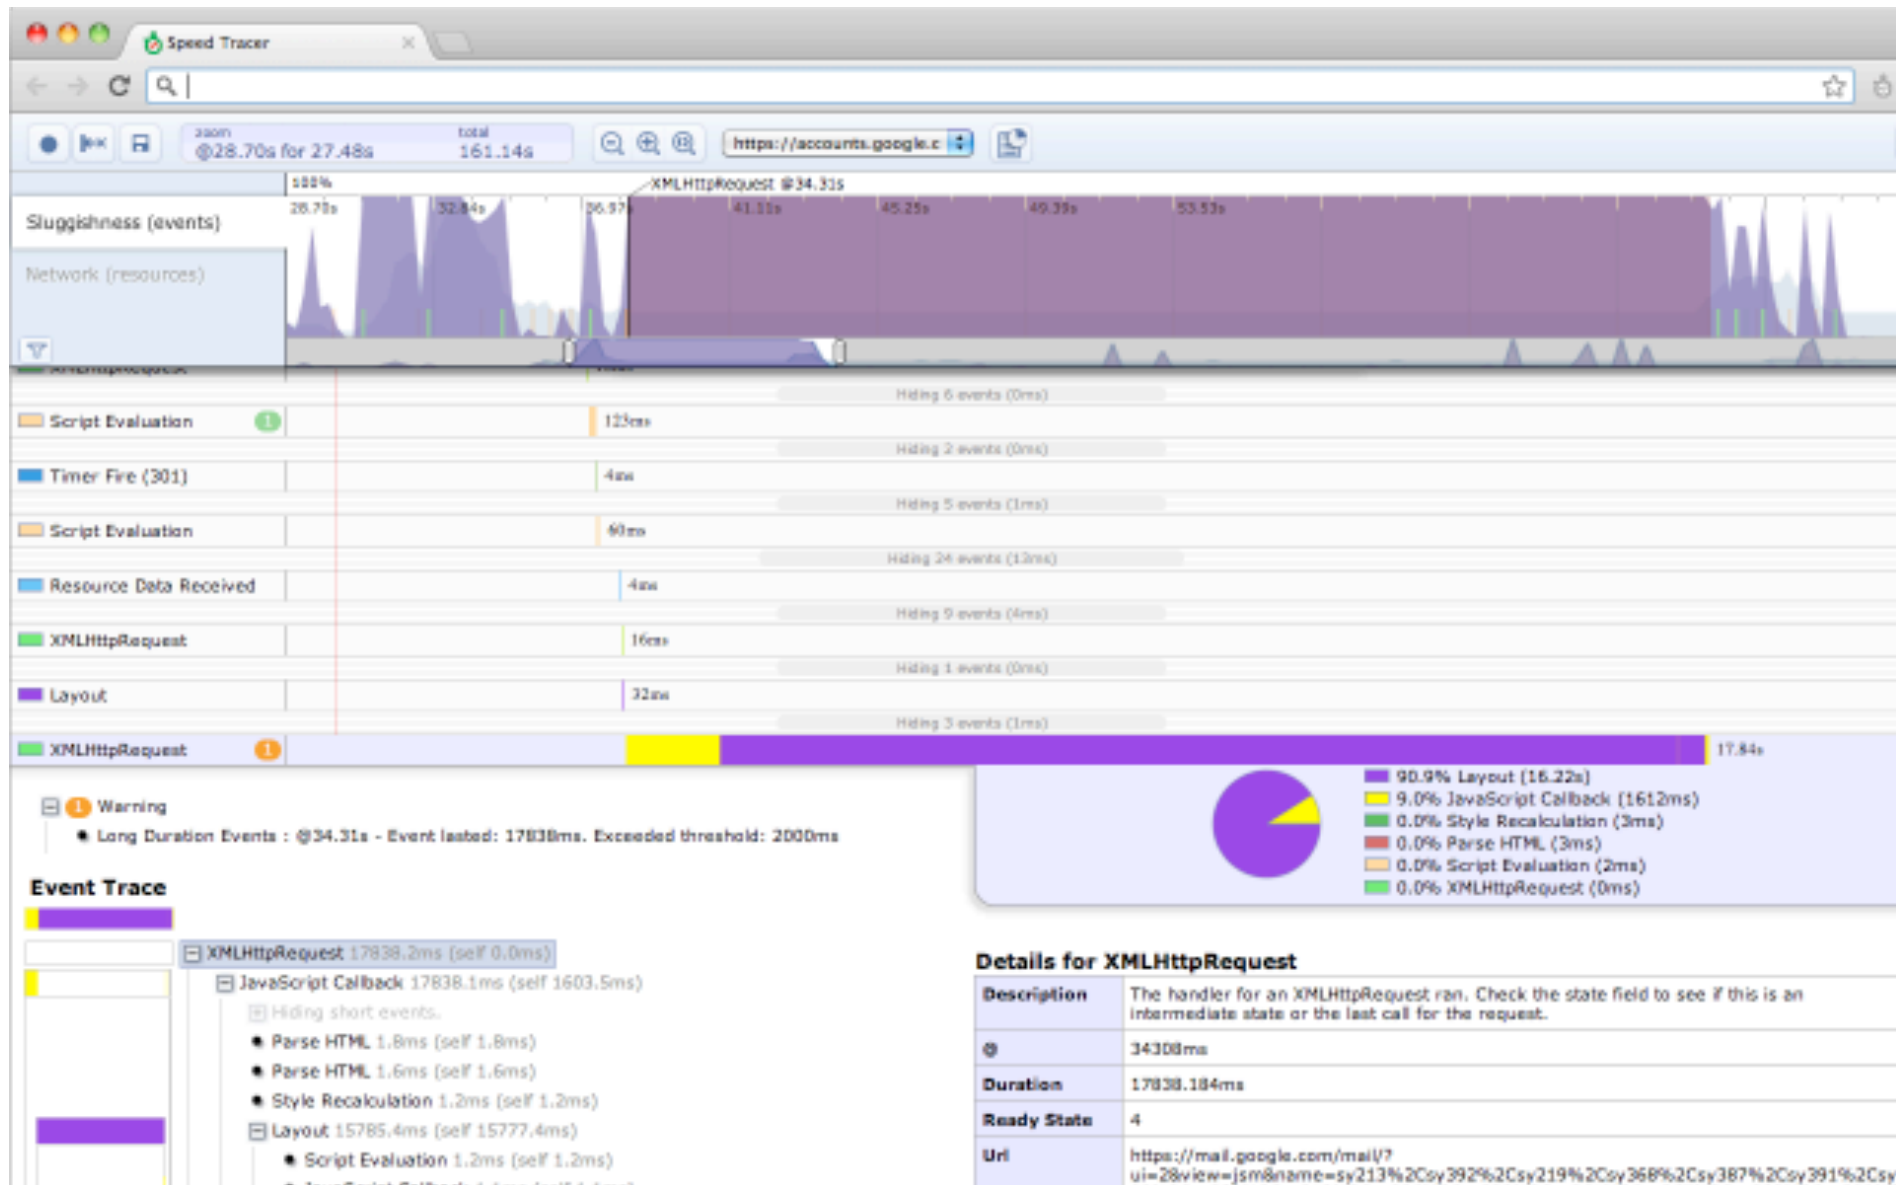 Speed Tracer
zoom
total
@28.70s for 27.48s
161.14s
https://accounts.google.c
100%
XMLHttpRequest @34.31s
28.70s
32.84s
36.97s
41.11s
45.25s
49.39s
53.53s
Sluggishness (events)
Network (resources)
XMLHttpRequest
Hiding 6 events (0ms)
Script Evaluation 1 123ms
Hiding 2 events (0ms)
Timer Fire (301) 4ms
Hiding 5 events (1ms)
Script Evaluation 60ms
Hiding 24 events (13ms)
Resource Data Received 4ms
Hiding 9 events (4ms)
XMLHttpRequest 16ms
Hiding 1 events (0ms)
Layout 32ms
Hiding 3 events (1ms)
XMLHttpRequest 1 17.84s
90.9% Layout (16.22s)
9.0% JavaScript Callback (1612ms)
0.0% Style Recalculation (3ms)
0.0% Parse HTML (3ms)
0.0% Script Evaluation (2ms)
0.0% XMLHttpRequest (0ms)
1 Warning
Long Duration Events : @34.31s - Event lasted: 17838ms. Exceeded threshold: 2000ms
Event Trace
XMLHttpRequest 17838.2ms (self 0.0ms)
JavaScript Callback 17838.1ms (self 1603.5ms)
Hiding short events.
Parse HTML 1.8ms (self 1.8ms)
Parse HTML 1.6ms (self 1.6ms)
Style Recalculation 1.2ms (self 1.2ms)
Layout 15785.4ms (self 15777.4ms)
Script Evaluation 1.2ms (self 1.2ms)
Details for XMLHttpRequest
Description The handler for an XMLHttpRequest ran. Check the state field to see if this is an
intermediate state or the last call for the request.
@ 34308ms
Duration 17838.184ms
Ready State 4
Url https://mail.google.com/mail/?
ui=2&view=jsm&name=sy213%2Csy392%2Csy219%2Csy368%2Csy387%2Csy391%2Csy